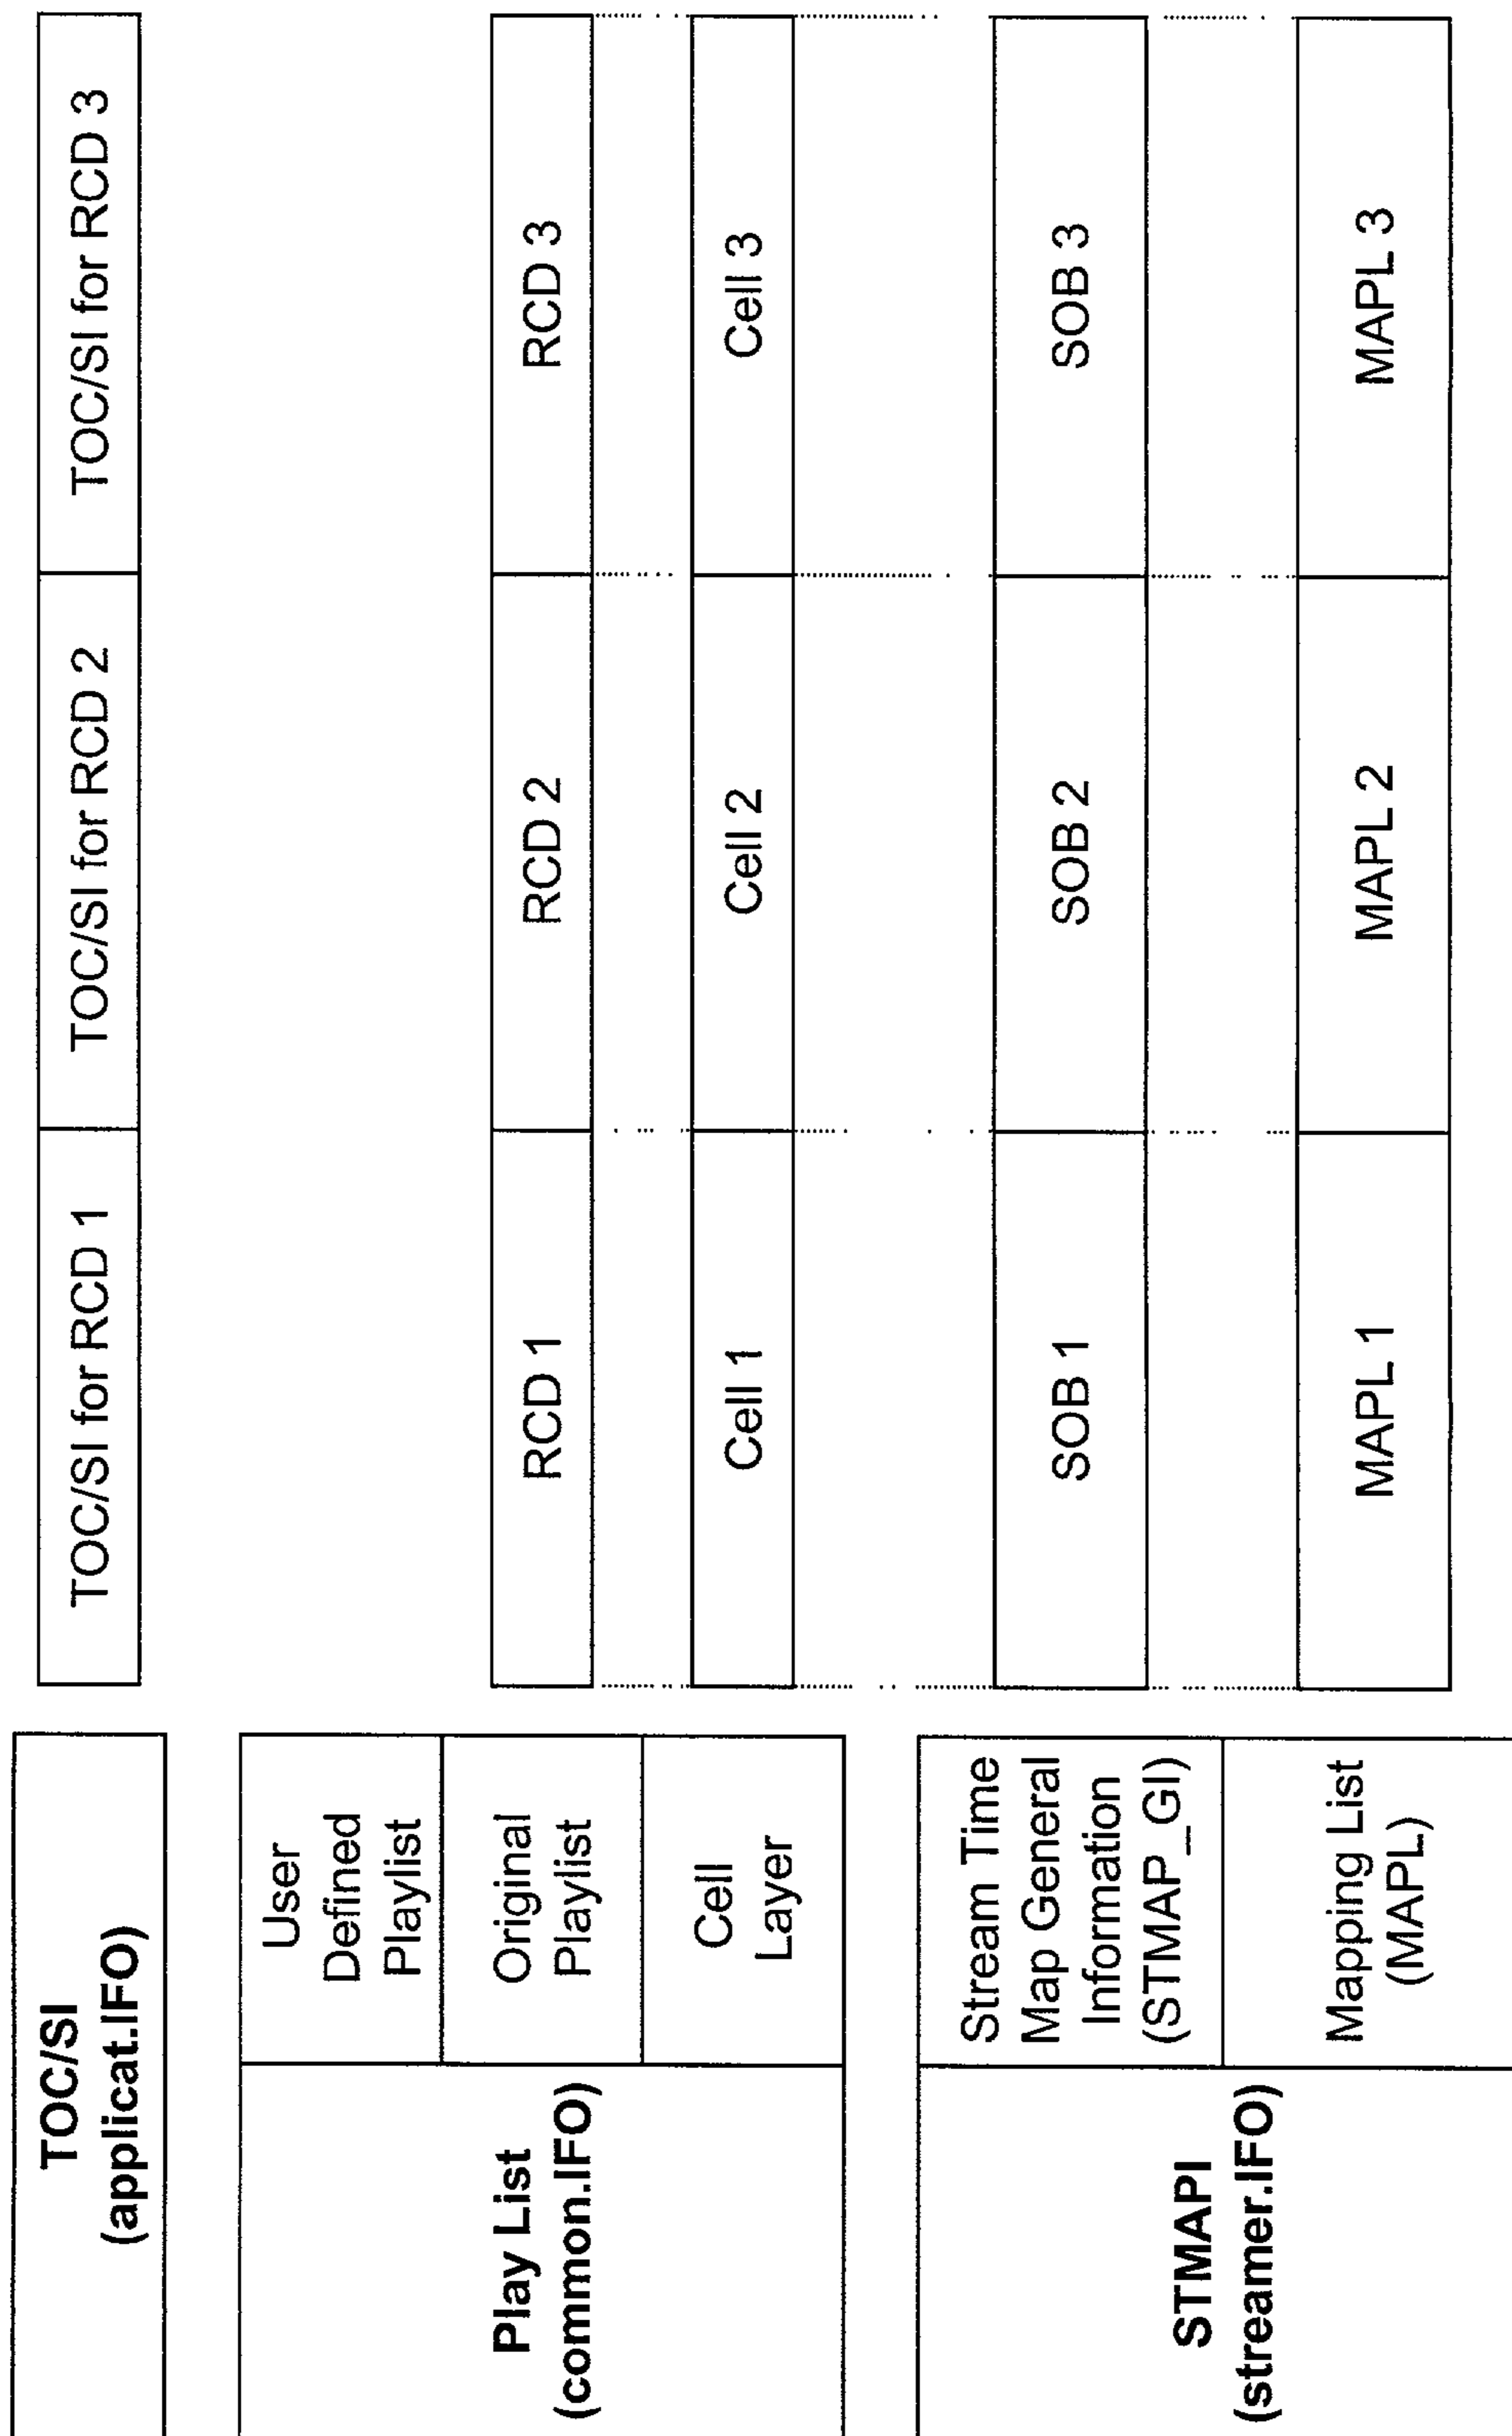 TOC/SI
(applicat.IFO)
TOC/SI for RCD 1
TOC/SI for RCD 2
TOC/SI for RCD 3
Play List
(common.IFO)
User
Defined
Playlist
Original
Playlist
RCD 1
RCD 2
RCD 3
Cell
Layer
Cell 1
Cell 2
Cell 3
STMAPI
(streamer.IFO)
Stream Time
Map General
Information
(STMAP_GI)
SOB 1
SOB 2
SOB 3
Mapping List
(MAPL)
MAPL 1
MAPL 2
MAPL 3